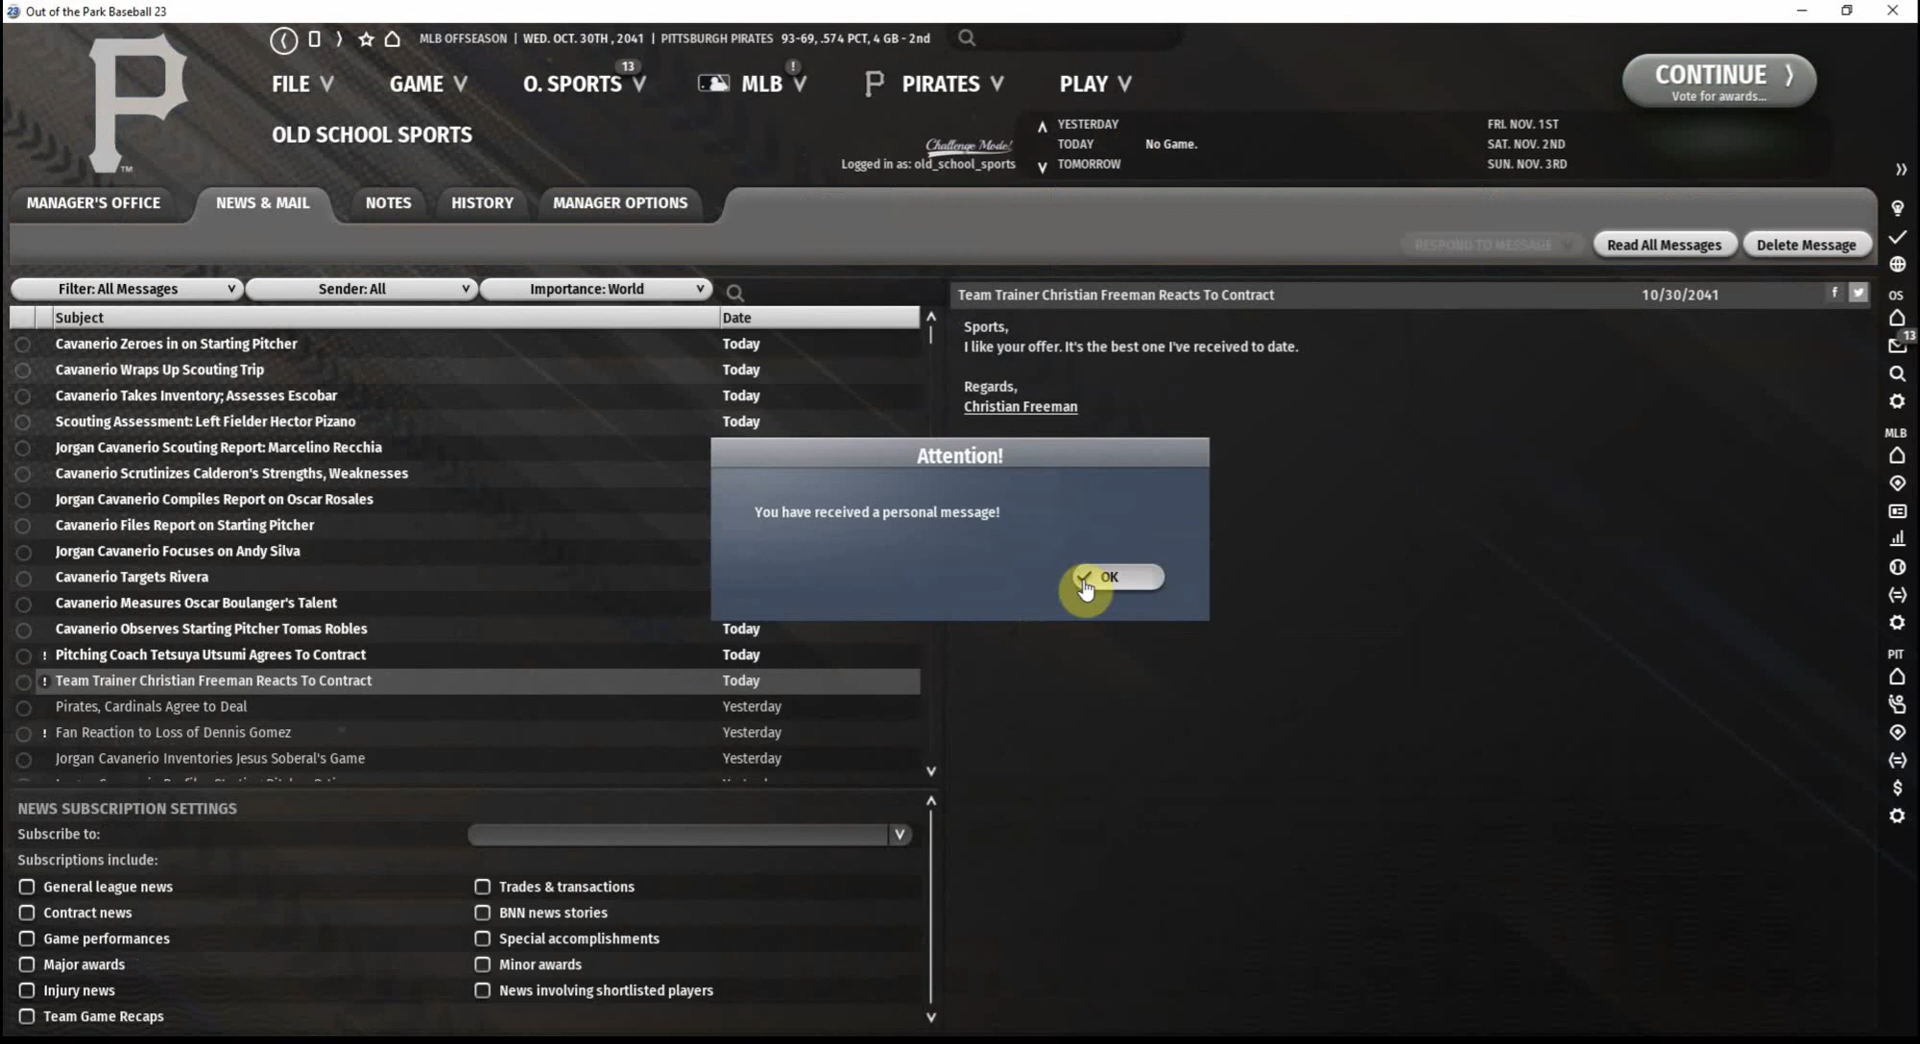 23 Out of the Park Baseball 23
MLB OFFSEASON | WED. OCT. 30TH , 2041 | PITTSBURGH PIRATES 93-69, .574 PCT, 4 GB - 2nd
FILE GAME O. SPORTS 13 MLB ! PIRATES PLAY
CONTINUE
Vote for awards...
P
TM
OLD SCHOOL SPORTS
Challenge Mode!
Logged in as: old_school_sports
YESTERDAY
TODAY No Game.
TOMORROW
FRI. NOV. 1ST
SAT. NOV. 2ND
SUN. NOV. 3RD
MANAGER'S OFFICE NEWS & MAIL NOTES HISTORY MANAGER OPTIONS
RESPOND TO MESSAGE Read All Messages Delete Message
Filter: All Messages Sender: All Importance: World
Subject Date
Cavanerio Zeroes in on Starting Pitcher Today
Cavanerio Wraps Up Scouting Trip Today
Cavanerio Takes Inventory; Assesses Escobar Today
Scouting Assessment: Left Fielder Hector Pizano Today
Jorgan Cavanerio Scouting Report: Marcelino Recchia
Cavanerio Scrutinizes Calderon's Strengths, Weaknesses
Jorgan Cavanerio Compiles Report on Oscar Rosales
Cavanerio Files Report on Starting Pitcher
Jorgan Cavanerio Focuses on Andy Silva
Cavanerio Targets Rivera
Cavanerio Measures Oscar Boulanger's Talent
Cavanerio Observes Starting Pitcher Tomas Robles Today
! Pitching Coach Tetsuya Utsumi Agrees To Contract Today
! Team Trainer Christian Freeman Reacts To Contract Today
Pirates, Cardinals Agree to Deal Yesterday
! Fan Reaction to Loss of Dennis Gomez Yesterday
Jorgan Cavanerio Inventories Jesus Soberal's Game Yesterday
Team Trainer Christian Freeman Reacts To Contract 10/30/2041
Sports,
I like your offer. It's the best one I've received to date.
Regards,
Christian Freeman
Attention!
You have received a personal message!
OK
NEWS SUBSCRIPTION SETTINGS
Subscribe to:
Subscriptions include:
General league news Trades & transactions
Contract news BNN news stories
Game performances Special accomplishments
Major awards Minor awards
Injury news News involving shortlisted players
Team Game Recaps
OS
13
MLB
PIT
$